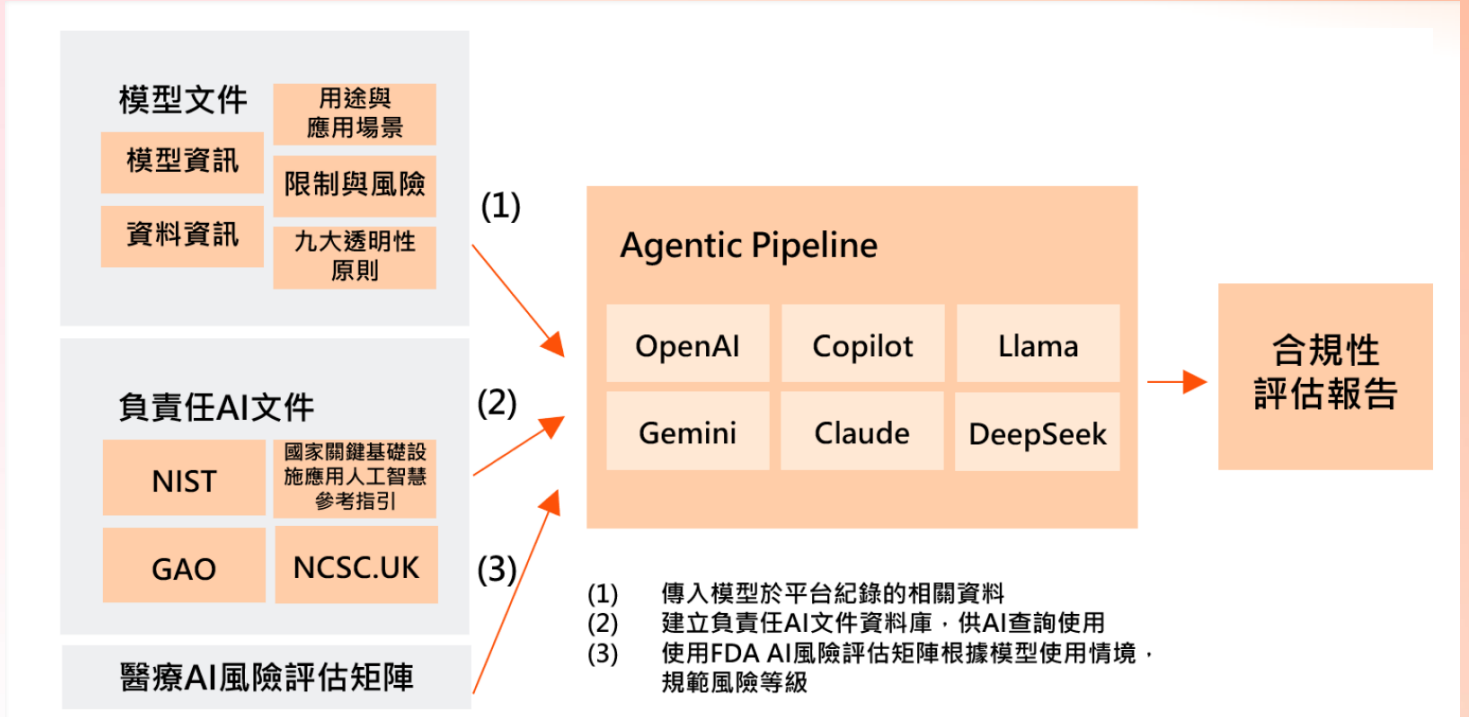 模型文件
模型資訊
資料資訊
用途與
應用場景
限制與風險
九大透明性
原則
(1)
負責任AI文件
NIST
國家關鍵基礎設
施應用人工智慧
參考指引
GAO
NCSC.UK
(2)
(3)
醫療AI風險評估矩陣
Agentic Pipeline
OpenAI
Copilot
Llama
Gemini
Claude
DeepSeek
合規性
評估報告
(1) 傳入模型於平台紀錄的相關資料
(2) 建立負責任AI文件資料庫，供AI查詢使用
(3) 使用FDA AI風險評估矩陣根據模型使用情境，
規範風險等級